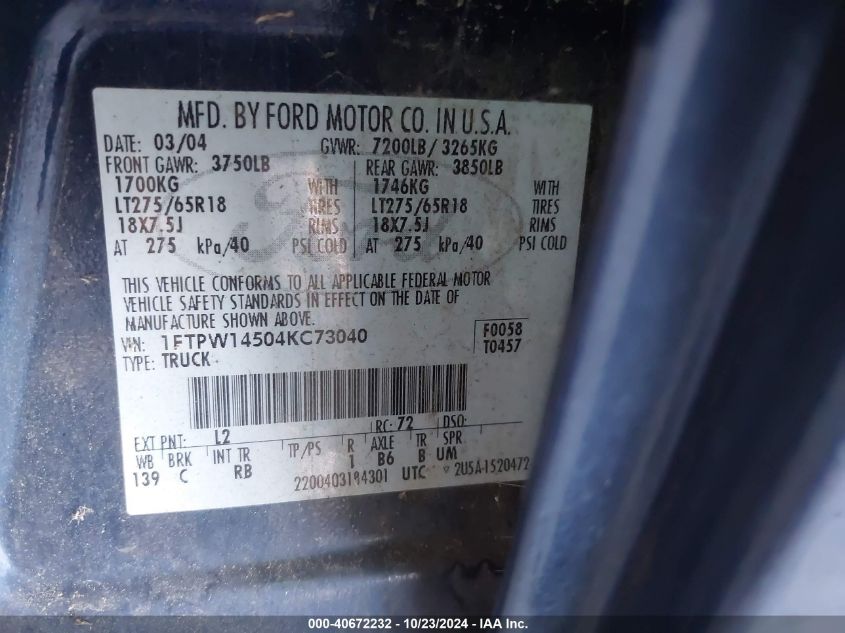 MFD. BY FORD MOTOR CO. IN U.S.A.
DATE: 03/04 GVWR: 7200LB/ 3265KG
FRONT GAWR: 3750LB REAR GAWR: 3850LB
1700KG WITH 1746KG WITH
LT275/65R18 TIRES LT275/65R18 TIRES
18X7.5J RIMS 18X7.5J RIMS
AT 275 kPa/40 PSI COLD AT 275 kPa/40 PSI COLD
Ford
THIS VEHICLE CONFORMS TO ALL APPLICABLE FEDERAL MOTOR
VEHICLE SAFETY STANDARDS IN EFFECT ON THE DATE OF
MANUFACTURE SHOWN ABOVE.
VIN: 1FTPW14504KC73040 F0058
TYPE: TRUCK T0457
EXT PNT: L2 RC: 72 DSO:
WB BRK INT TR TP/PS R AXLE TR SPR
139 C RB 1 B6 B UM
2200403194301 UTC 2U5A-1520472
000-40672232 - 10/23/2024 - IAA Inc.